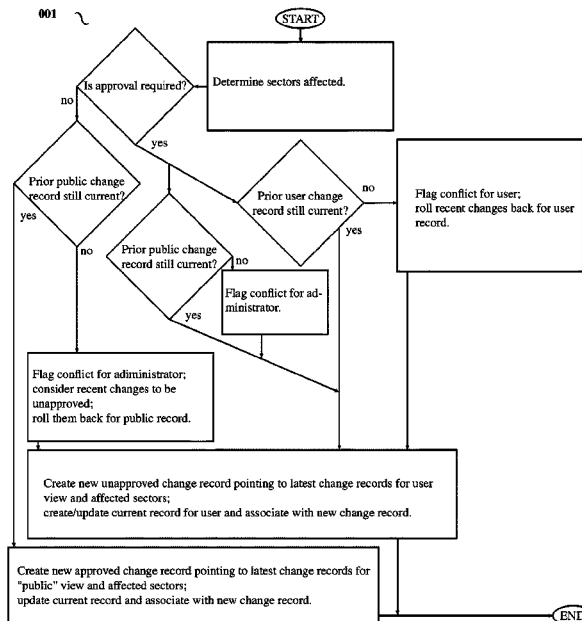 001
START
Determine sectors affected.
Is approval required?
no
yes
Prior public change
record still current?
yes
no
Prior user change
record still current?
no
yes
Flag conflict for user;
roll recent changes back for user
record.
Prior public change
record still current?
no
yes
Flag conflict for ad-
ministrator.
Flag conflict for adiministrator;
consider recent changes to be
unapproved;
roll them back for public record.
Create new unapproved change record pointing to latest change records for user
view and affected sectors;
create/update current record for user and associate with new change record.
Create new approved change record pointing to latest change records for
"public" view and affected sectors;
update current record and associate with new change record.
END